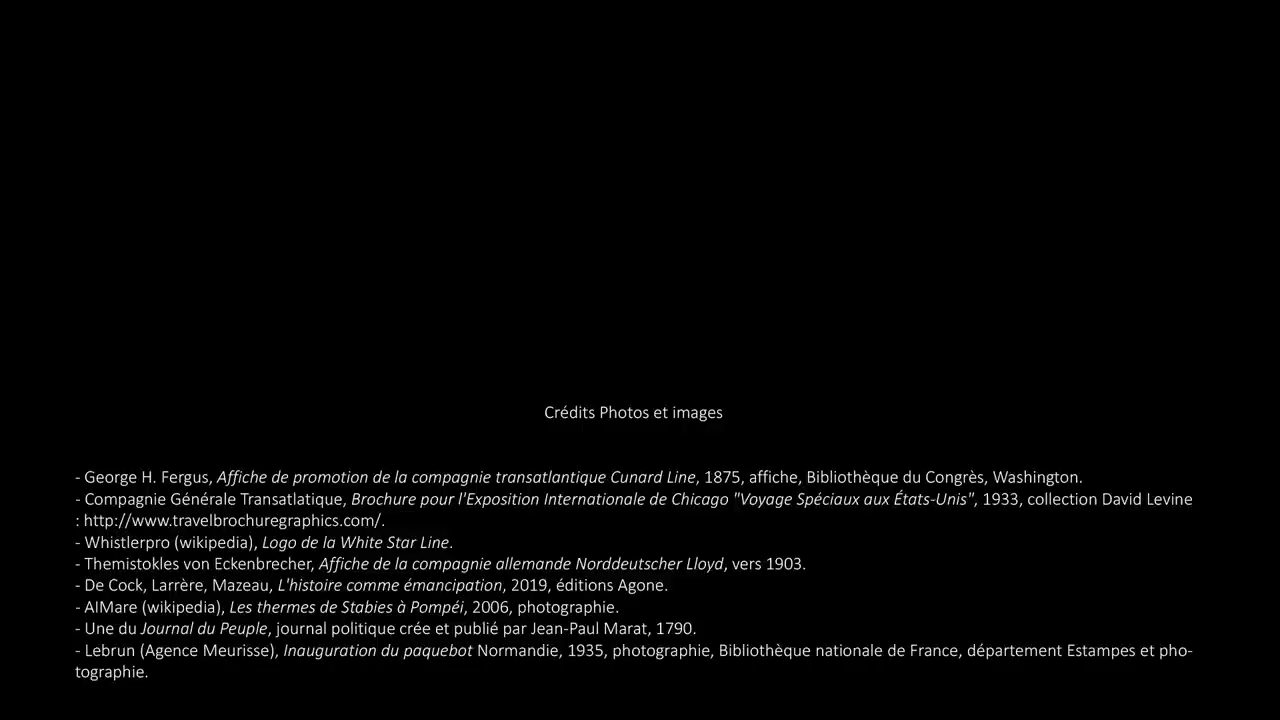 Crédits Photos et images
- George H. Fergus, Affiche de promotion de la compagnie transatlantique Cunard Line, 1875, affiche, Bibliothèque du Congrès, Washington.
- Compagnie Générale Transatlatique, Brochure pour l'Exposition Internationale de Chicago "Voyage Spéciaux aux États-Unis", 1933, collection David Levine
: http://www.travelbrochuregraphics.com/.
- Whistlerpro (wikipedia), Logo de la White Star Line.
- Themistokles von Eckenbrecher, Affiche de la compagnie allemande Norddeutscher Lloyd, vers 1903.
- De Cock, Larrère, Mazeau, L'histoire comme émancipation, 2019, éditions Agone.
- AlMare (wikipedia), Les thermes de Stabies à Pompéi, 2006, photographie.
- Une du Journal du Peuple, journal politique crée et publié par Jean-Paul Marat, 1790.
- Lebrun (Agence Meurisse), Inauguration du paquebot Normandie, 1935, photographie, Bibliothèque nationale de France, département Estampes et pho-
tographie.